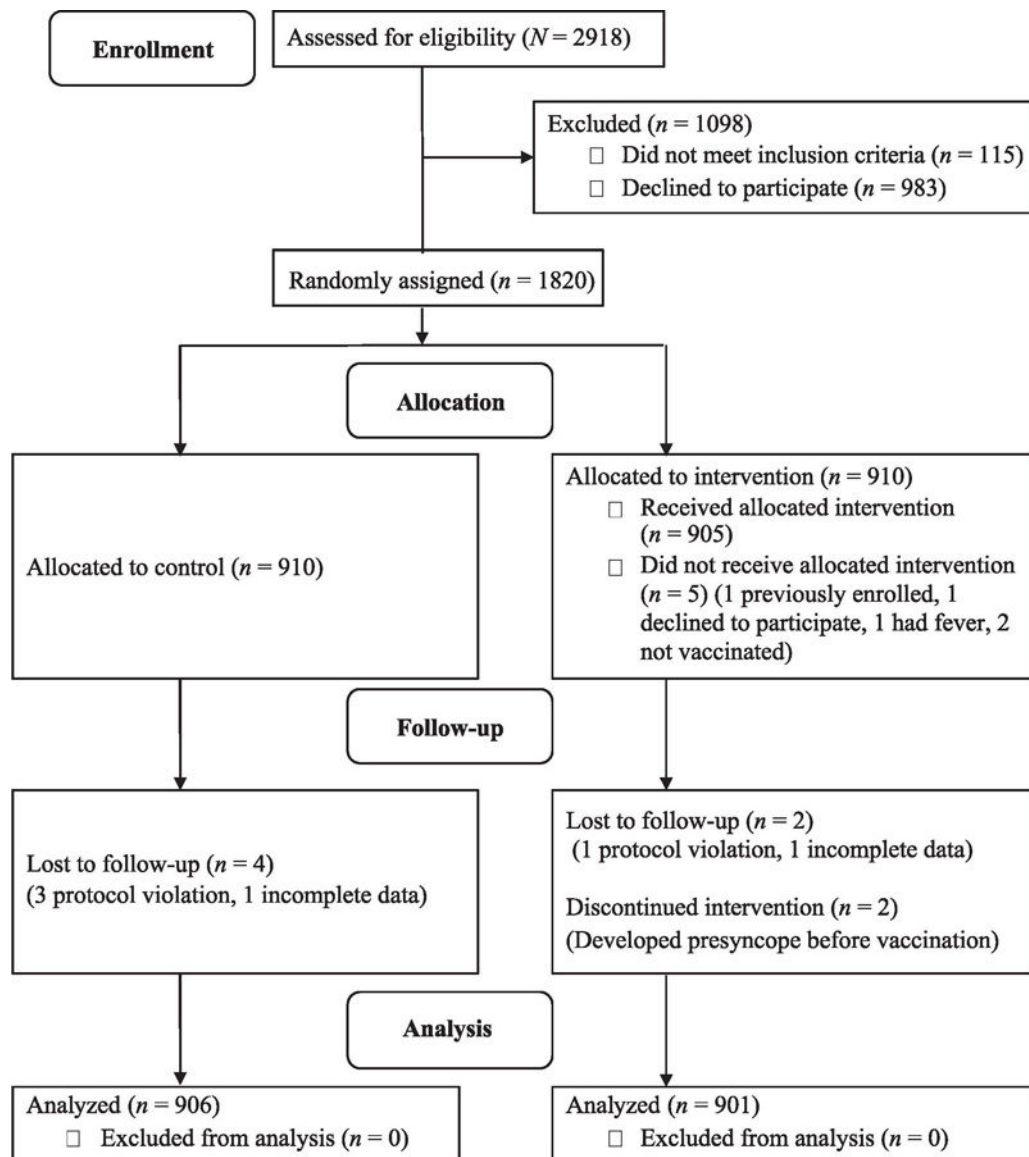 Enrollment
Assessed for eligibility (N = 2918)
Excluded (n = 1098)
☐ Did not meet inclusion criteria (n = 115)
☐ Declined to participate (n = 983)
Randomly assigned (n = 1820)
Allocation
Allocated to control (n = 910)
Allocated to intervention (n = 910)
☐ Received allocated intervention
(n = 905)
☐ Did not receive allocated intervention
(n = 5) (1 previously enrolled, 1
declined to participate, 1 had fever, 2
not vaccinated)
Follow-up
Lost to follow-up (n = 4)
(3 protocol violation, 1 incomplete data)
Lost to follow-up (n = 2)
(1 protocol violation, 1 incomplete data)
Discontinued intervention (n = 2)
(Developed presyncope before vaccination)
Analysis
Analyzed (n = 906)
☐ Excluded from analysis (n = 0)
Analyzed (n = 901)
☐ Excluded from analysis (n = 0)